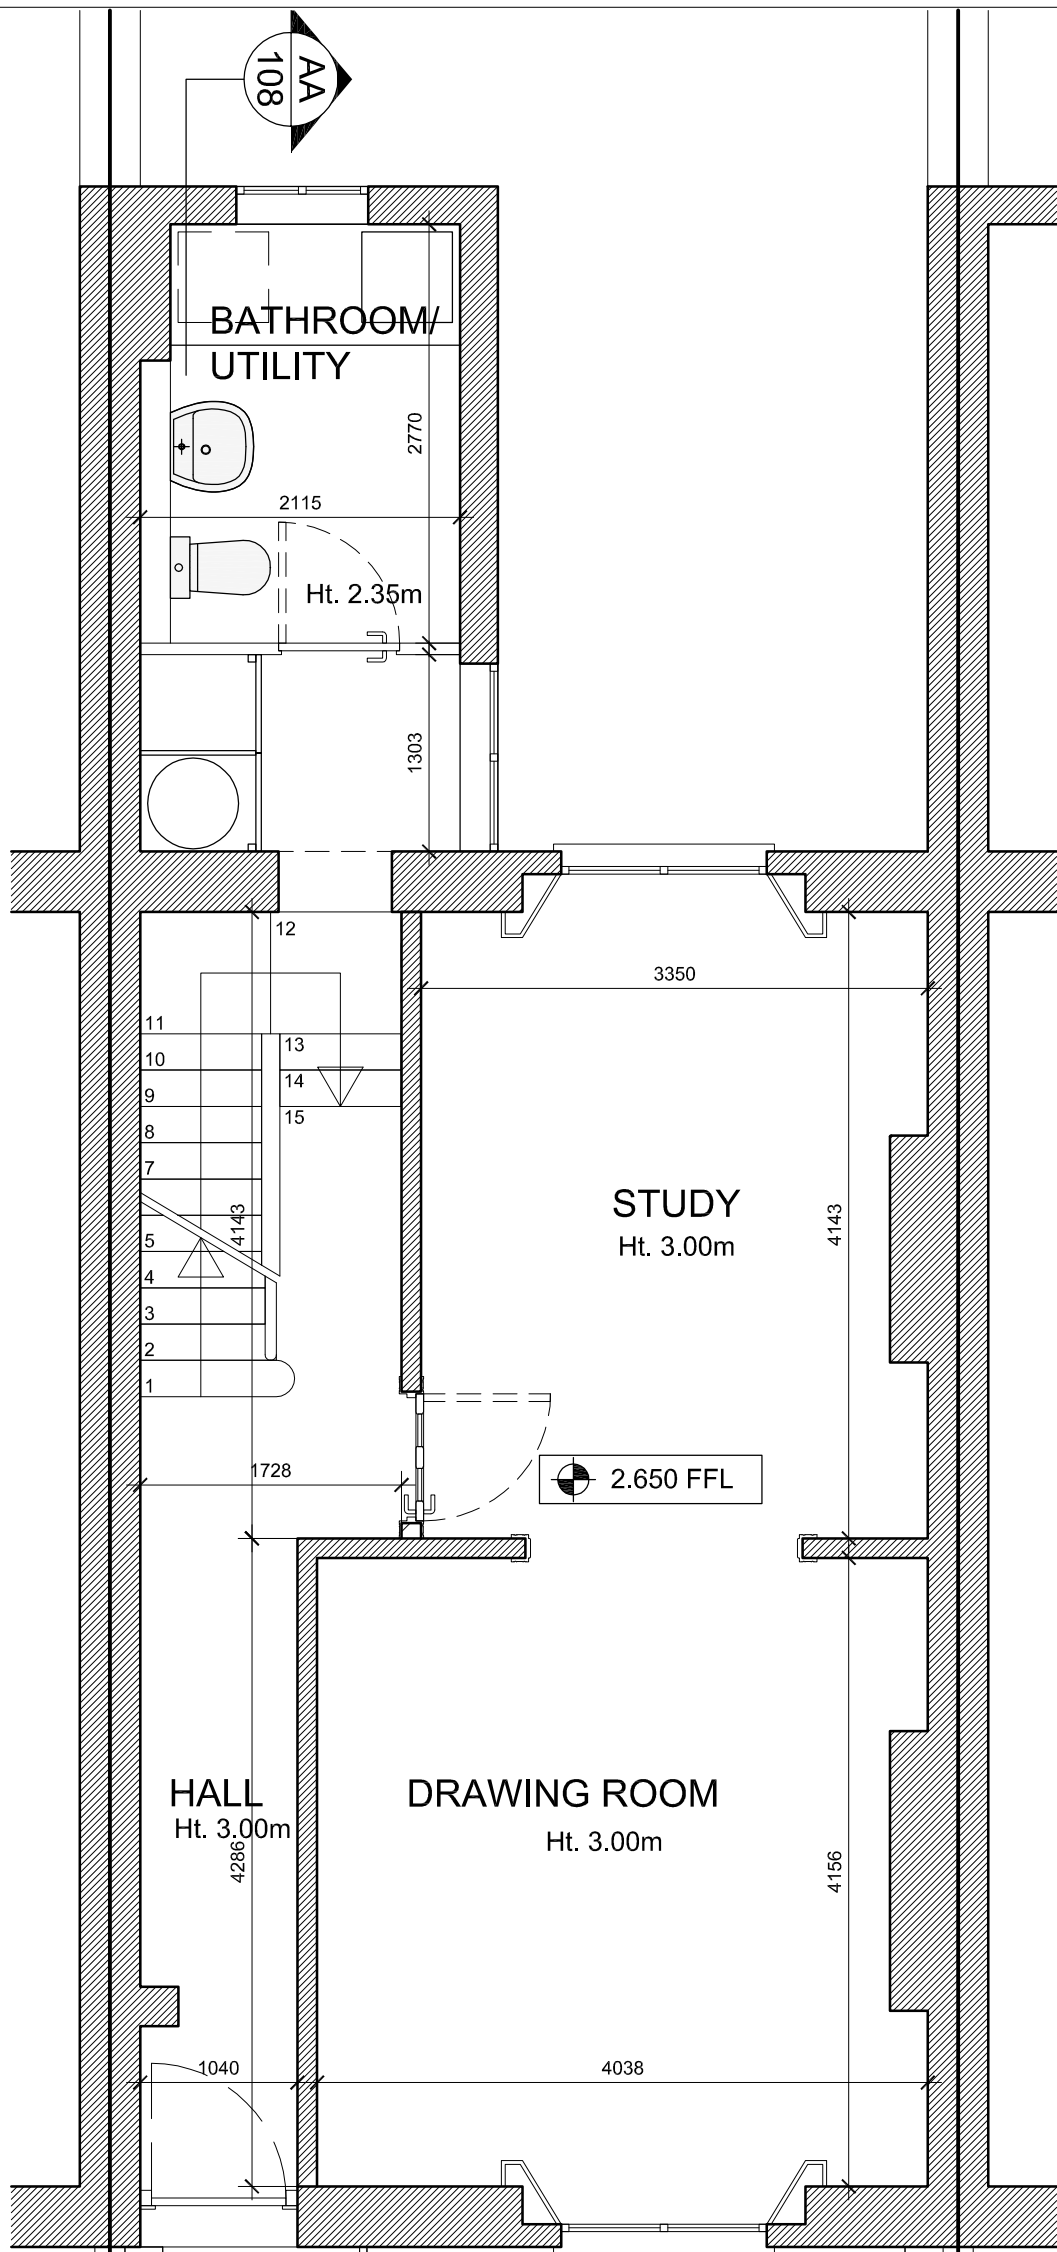 AA
108
BATHROOM/
UTILITY
2770
2115
Ht. 2.35m
1303
12
3350
11
13
10
14
9
15
8
7
STUDY
4143
4143
Ht. 3.00m
5
4
3
2
1
1728
2.650 FFL
HALL
DRAWING ROOM
Ht. 3.00m
Ht. 3.00m
4286
4156
1040
4038